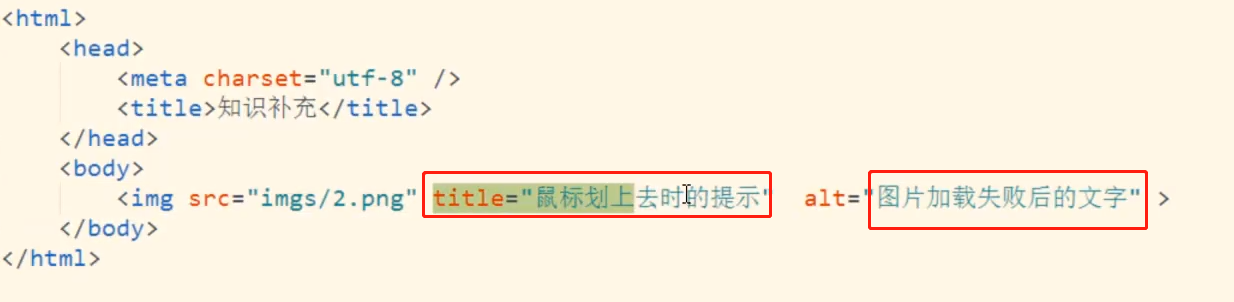 <html>
<head>
<meta charset="utf-8" />
<title>知识补充</title>
</head>
<body>
<img src="imgs/2.png" title="鼠标划上去时的提示" alt="图片加载失败后的文字" >
</body>
</html>